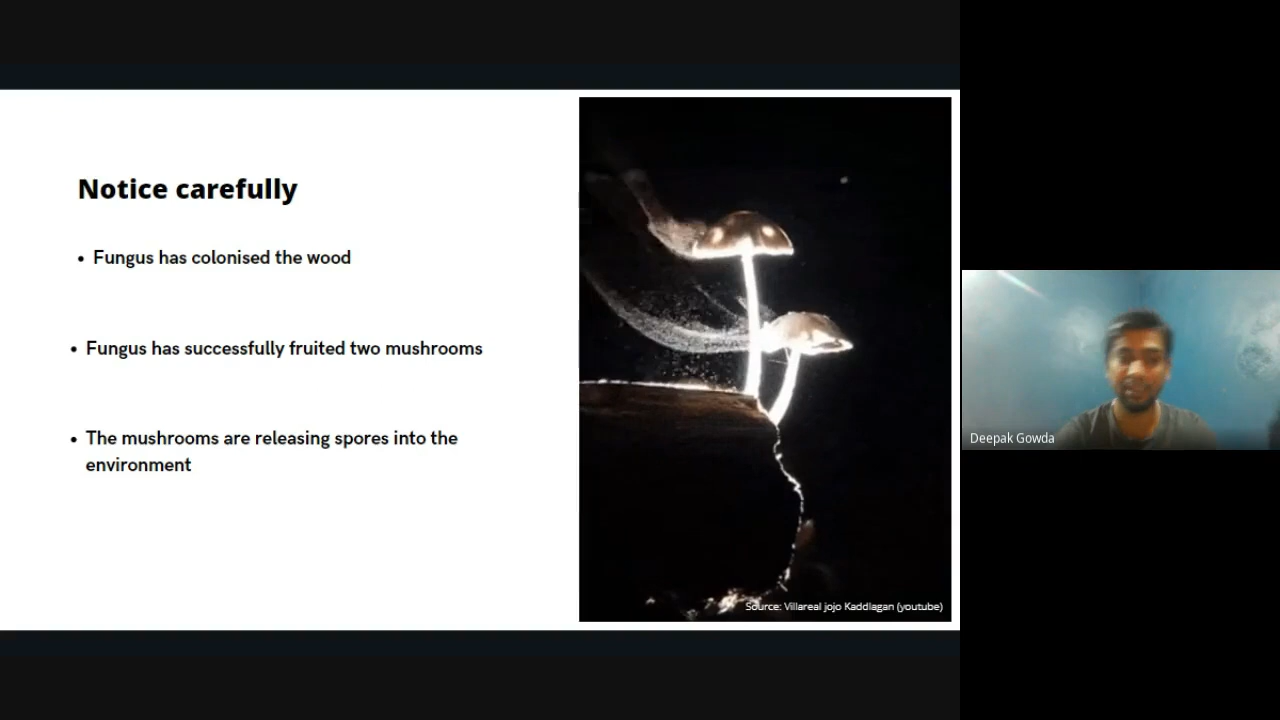 Notice carefully
• Fungus has colonised the wood
• Fungus has successfully fruited two mushrooms
• The mushrooms are releasing spores into the
environment
Source: Villareal jojo Kaddlagan (youtube)
Deepak Gowda